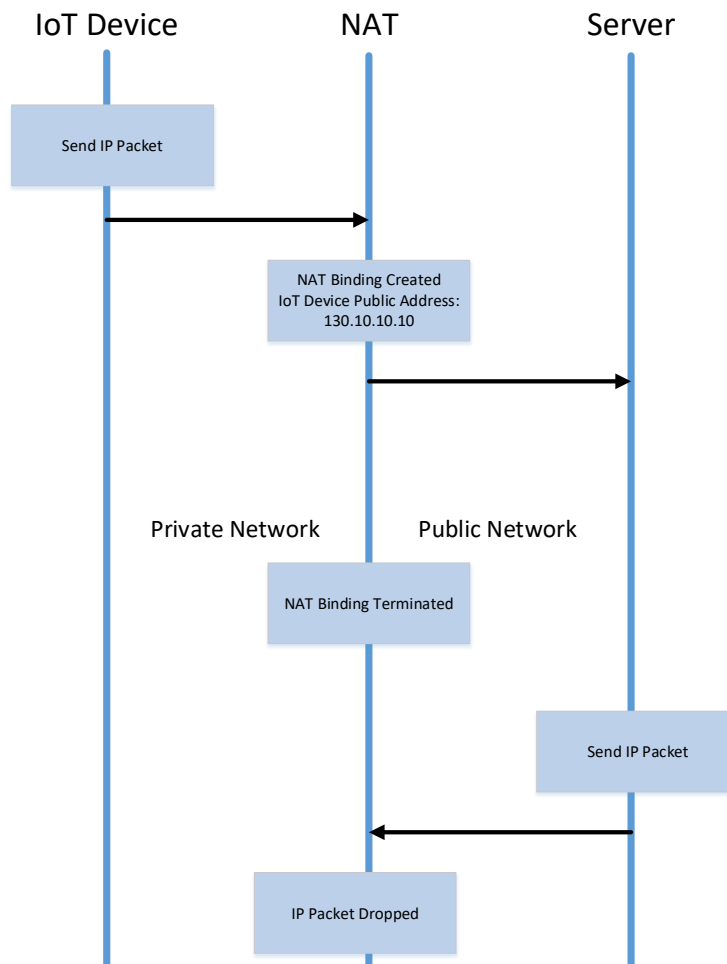 IoT Device
NAT
Server
Send IP Packet
NAT Binding Created
IoT Device Public Address:
130.10.10.10
Private Network
Public Network
NAT Binding Terminated
Send IP Packet
IP Packet Dropped